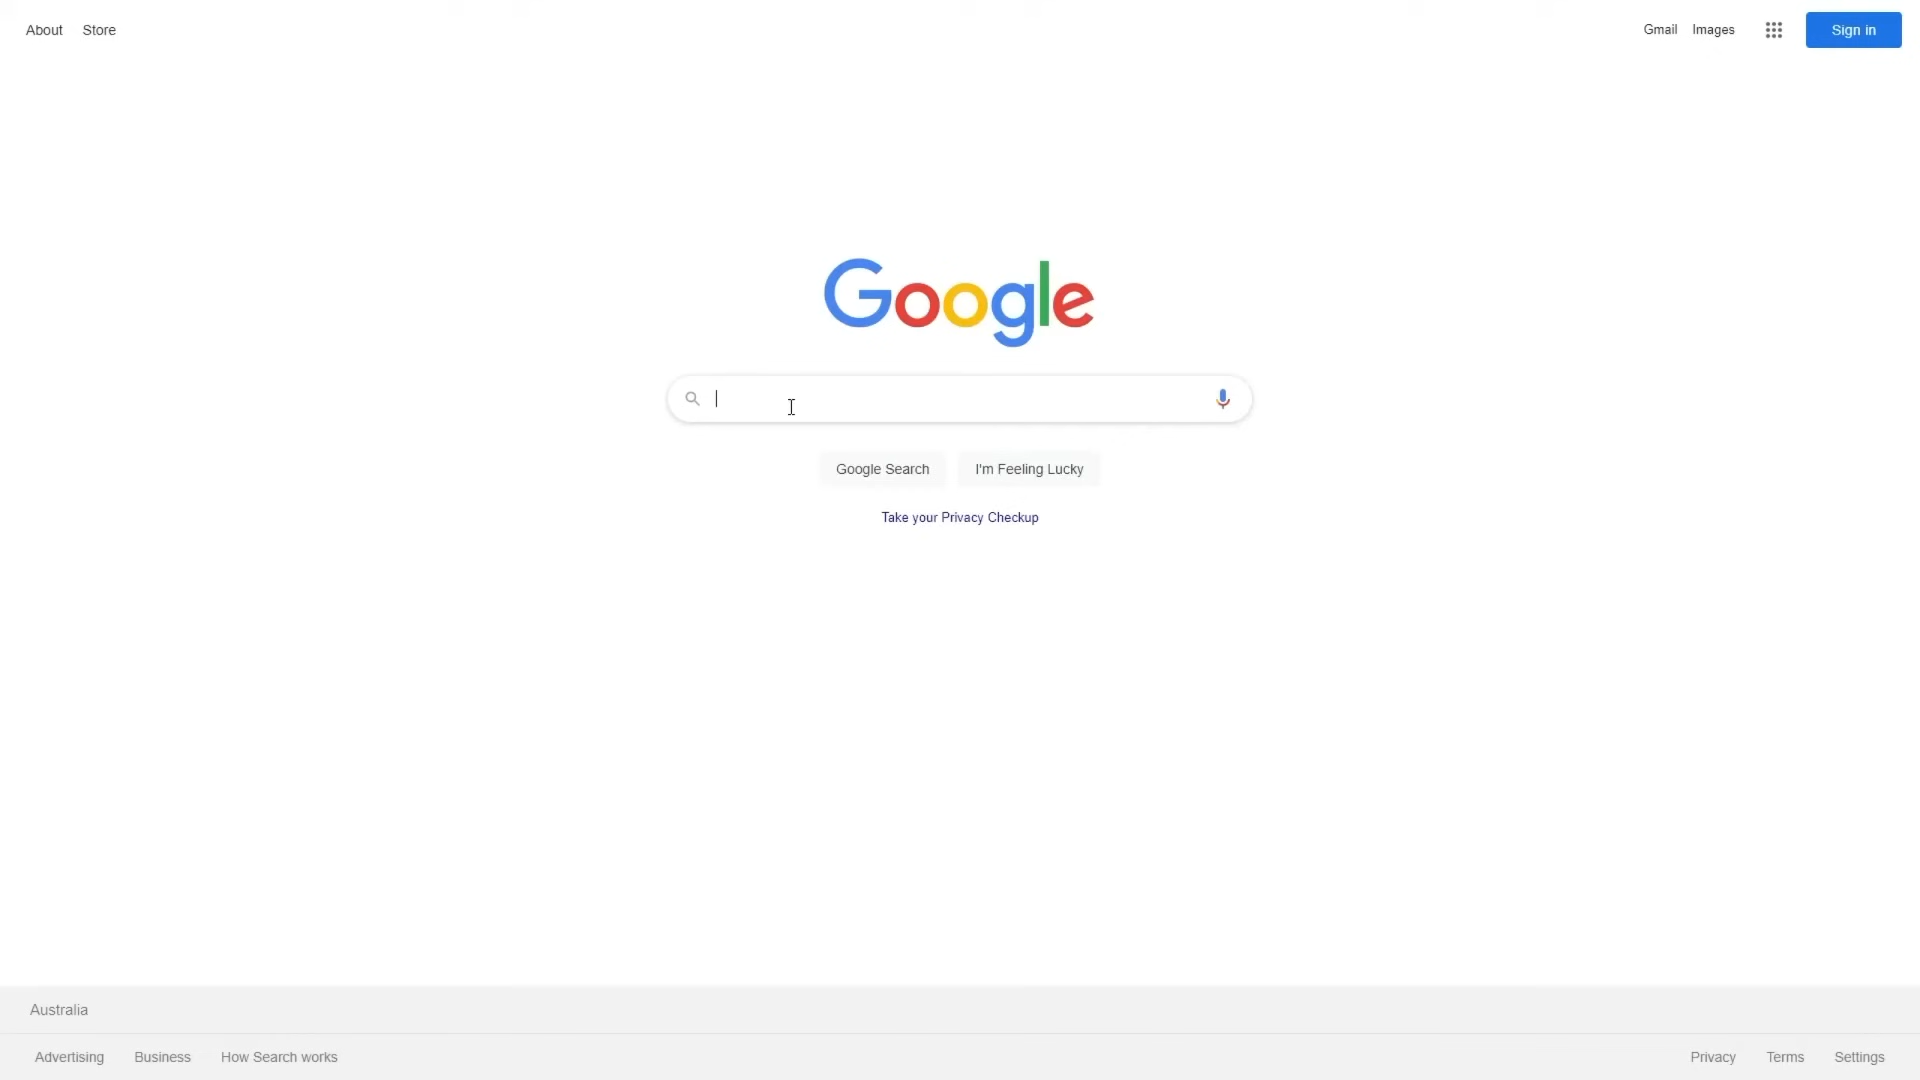 About Store Gmail Images Sign in
Google
Google Search I'm Feeling Lucky
Take your Privacy Checkup
Australia
Advertising Business How Search works Privacy Terms Settings